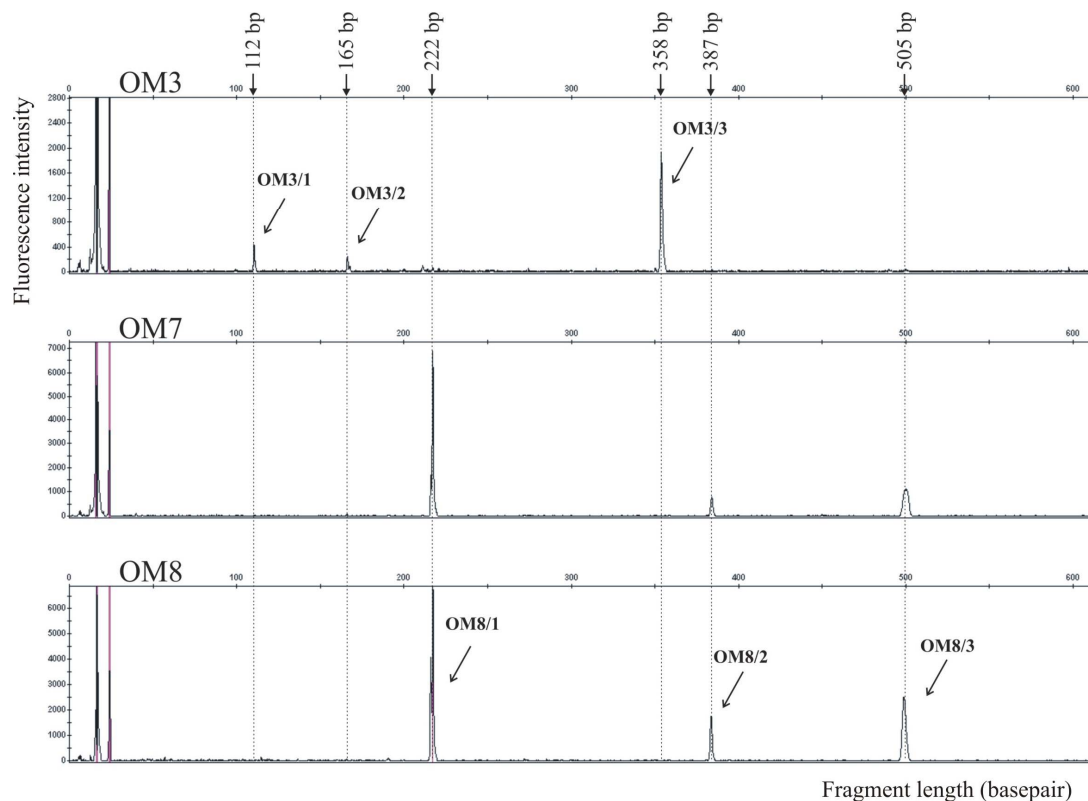 112 bp
165 bp
222 bp
358 bp
387 bp
505 bp
Fluorescence intensity
OM3
0 100 200 300 400 500 600
2800
2400
2000
1600
1200
800
400
0
OM3/1
OM3/2
OM3/3
OM7
0 100 200 300 400 500 600
7000
6000
5000
4000
3000
2000
1000
0
OM8
0 100 200 300 400 500 600
6000
5000
4000
3000
2000
1000
0
OM8/1
OM8/2
OM8/3
Fragment length (basepair)